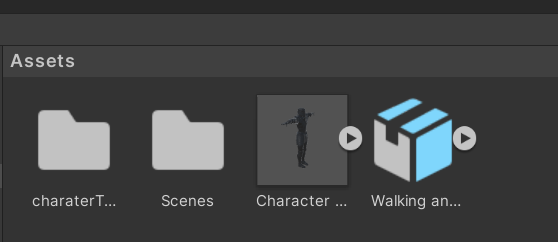 Assets
charaterT...
Scenes
Character ...
Walking an...